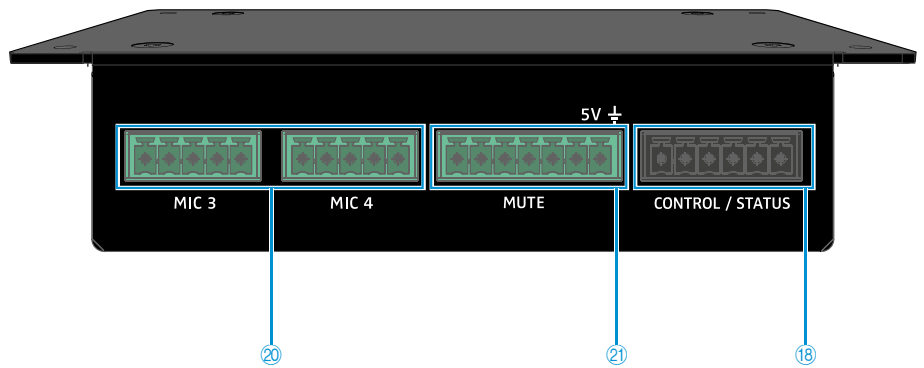 5V ⏚
MIC 3
MIC 4
MUTE
CONTROL / STATUS
⑳
㉑
⑱